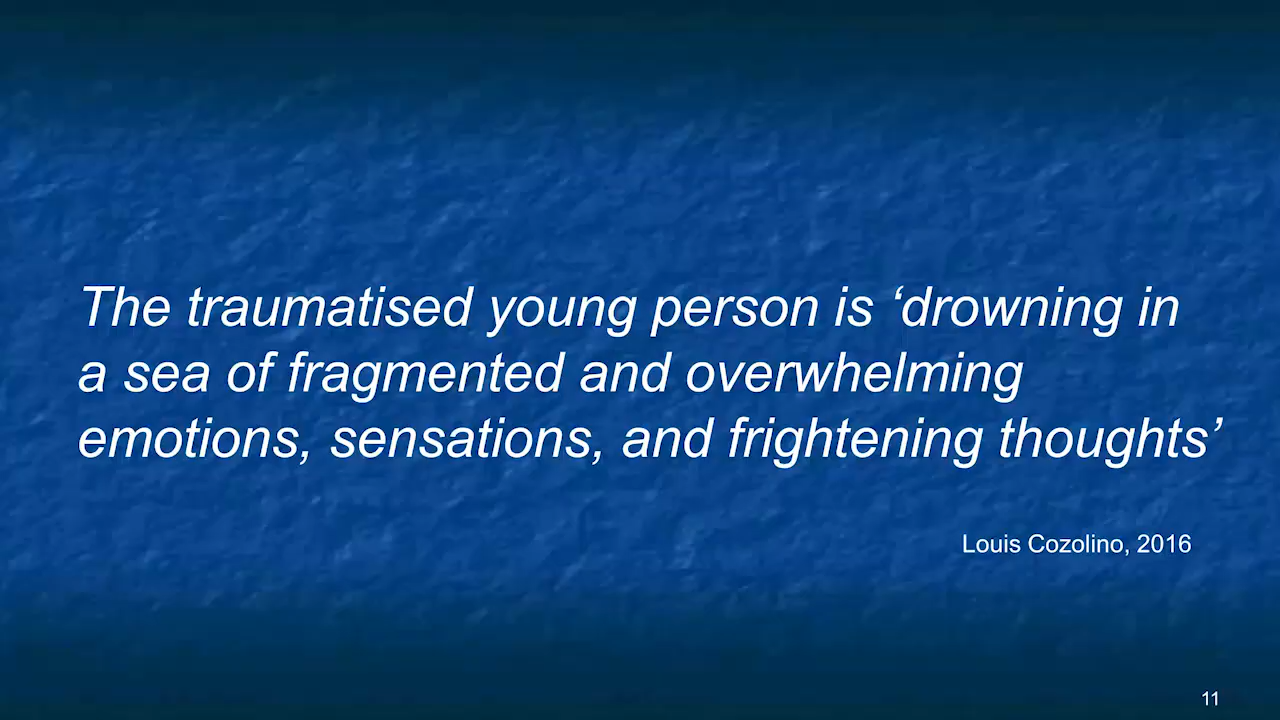 The traumatised young person is ‘drowning in
a sea of fragmented and overwhelming
emotions, sensations, and frightening thoughts’
Louis Cozolino, 2016
11